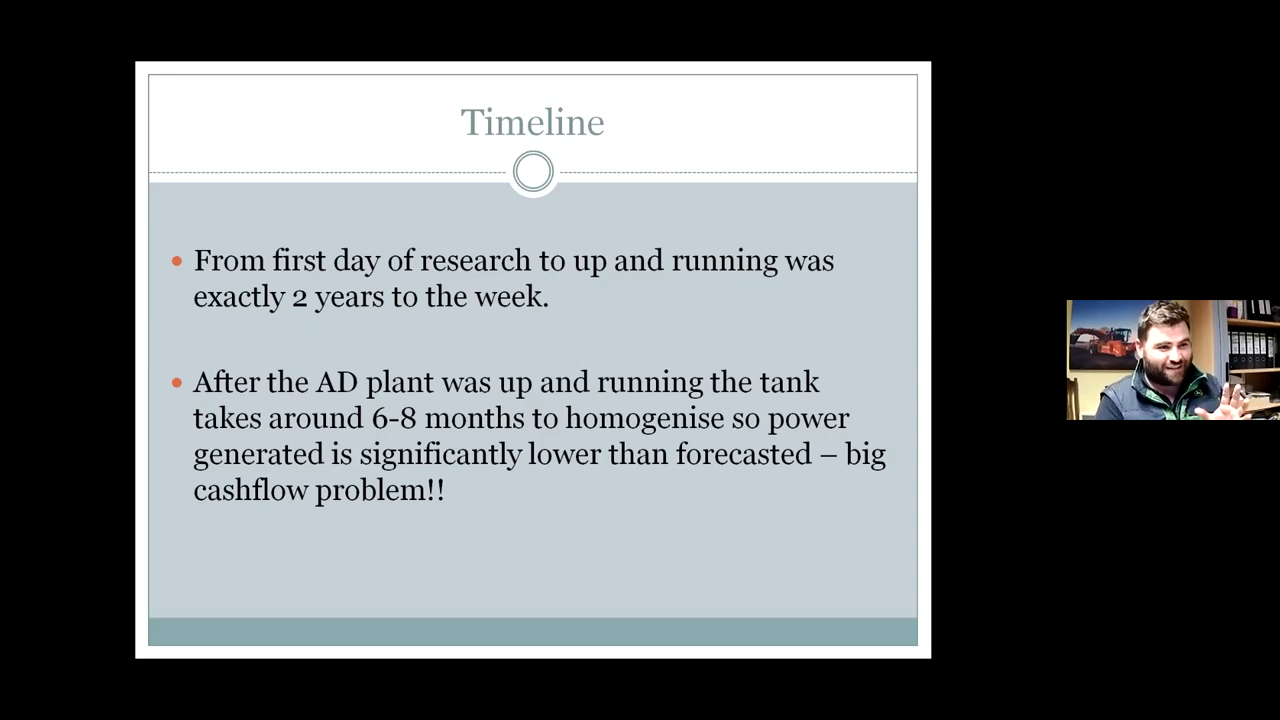 Timeline
From first day of research to up and running was
exactly 2 years to the week.
After the AD plant was up and running the tank
takes around 6-8 months to homogenise so power
generated is significantly lower than forecasted – big
cashflow problem!!